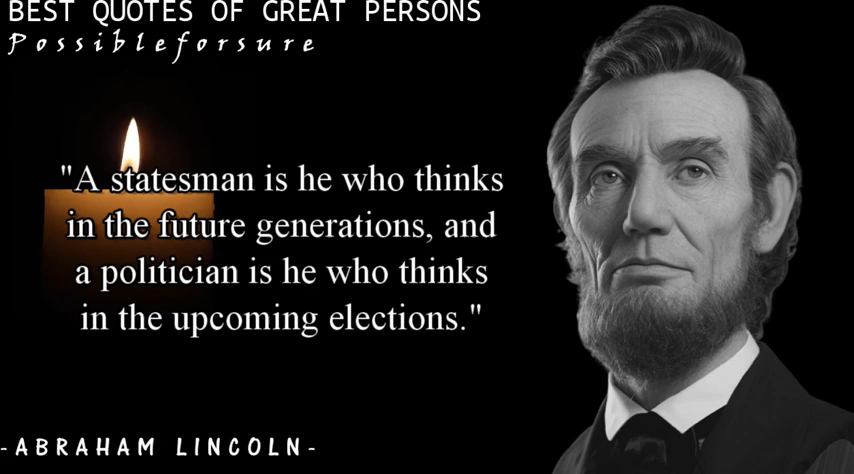 BEST QUOTES OF GREAT PERSONS
Possibleforsure
"A statesman is he who thinks
in the future generations, and
a politician is he who thinks
in the upcoming elections."
-ABRAHAM LINCOLN-